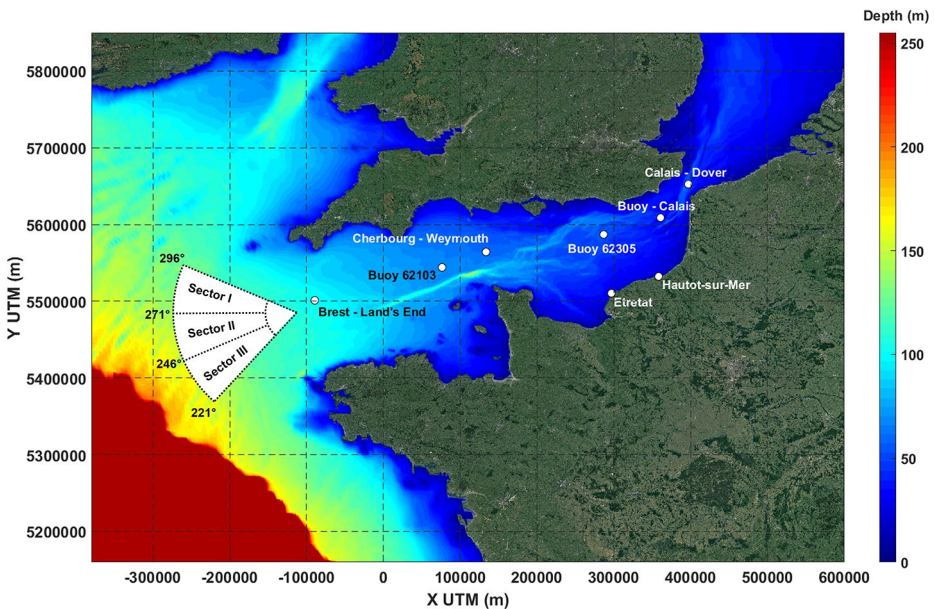 Depth (m)
250
200
150
100
50
0
5800000
5700000
5600000
5500000
5400000
5300000
5200000
Y UTM (m)
Calais - Dover
Buoy - Calais
Cherbourg - Weymouth
Buoy 62305
Buoy 62103
Hautot-sur-Mer
Etretat
Brest - Land's End
296°
Sector I
271°
Sector II
246°
Sector III
221°
-300000 -200000 -100000 0 100000 200000 300000 400000 500000 600000
X UTM (m)